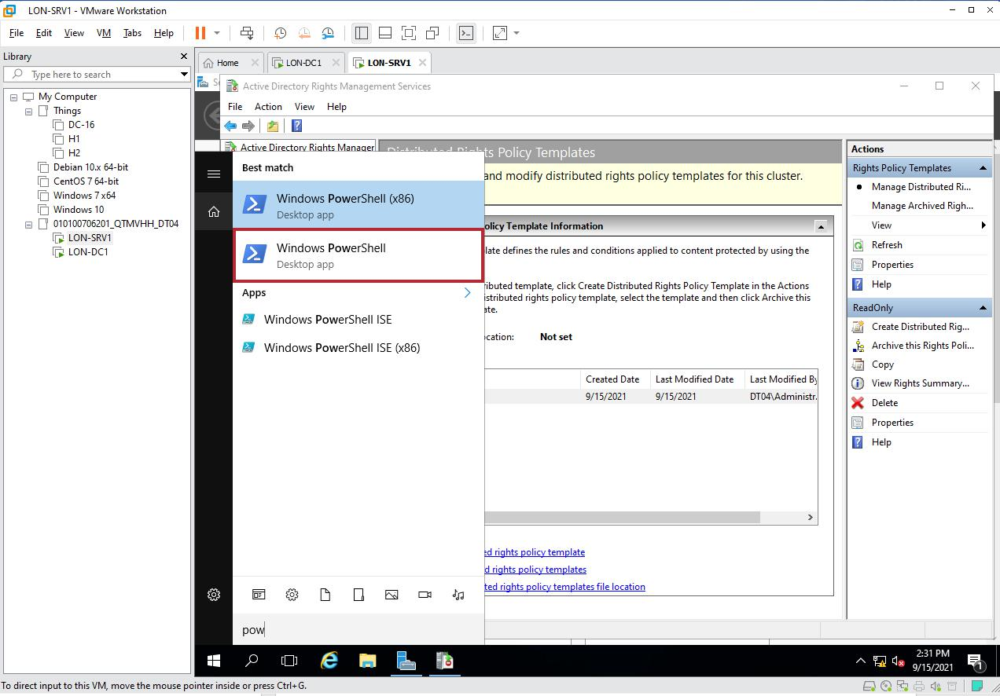 LON-SRV1 - VMware Workstation
File Edit View VM Tabs Help
Library
Type here to search
My Computer
Things
DC-16
H1
H2
Debian 10.x 64-bit
CentOS 7 64-bit
Windows 7 x64
Windows 10
010100706201_QTMVHH_DT04
LON-SRV1
LON-DC1
Home
LON-DC1
LON-SRV1
Active Directory Rights Management Services
File Action View Help
Active Directory Rights Manager
Distributed Rights Policy Templates
and modify distributed rights policy templates for this cluster.
olicy Template Information
late defines the rules and conditions applied to content protected by using the
ributed template, click Create Distributed Rights Policy Template in the Actions
istributed rights policy template, select the template and then click Archive this
ate.
ocation: Not set
Created Date Last Modified Date Last Modified By
9/15/2021 9/15/2021 DT04\Administr.
ed rights policy template
d rights policy templates
ted rights policy templates file location
Best match
Windows PowerShell (x86)
Desktop app
Windows PowerShell
Desktop app
Apps
Windows PowerShell ISE
Windows PowerShell ISE (x86)
pow
Actions
Rights Policy Templates
Manage Distributed Ri...
Manage Archived Righ...
View
Refresh
Properties
Help
ReadOnly
Create Distributed Rig...
Archive this Rights Poli...
Copy
View Rights Summary...
Delete
Properties
Help
2:31 PM
9/15/2021
1
To direct input to this VM, move the mouse pointer inside or press Ctrl+G.